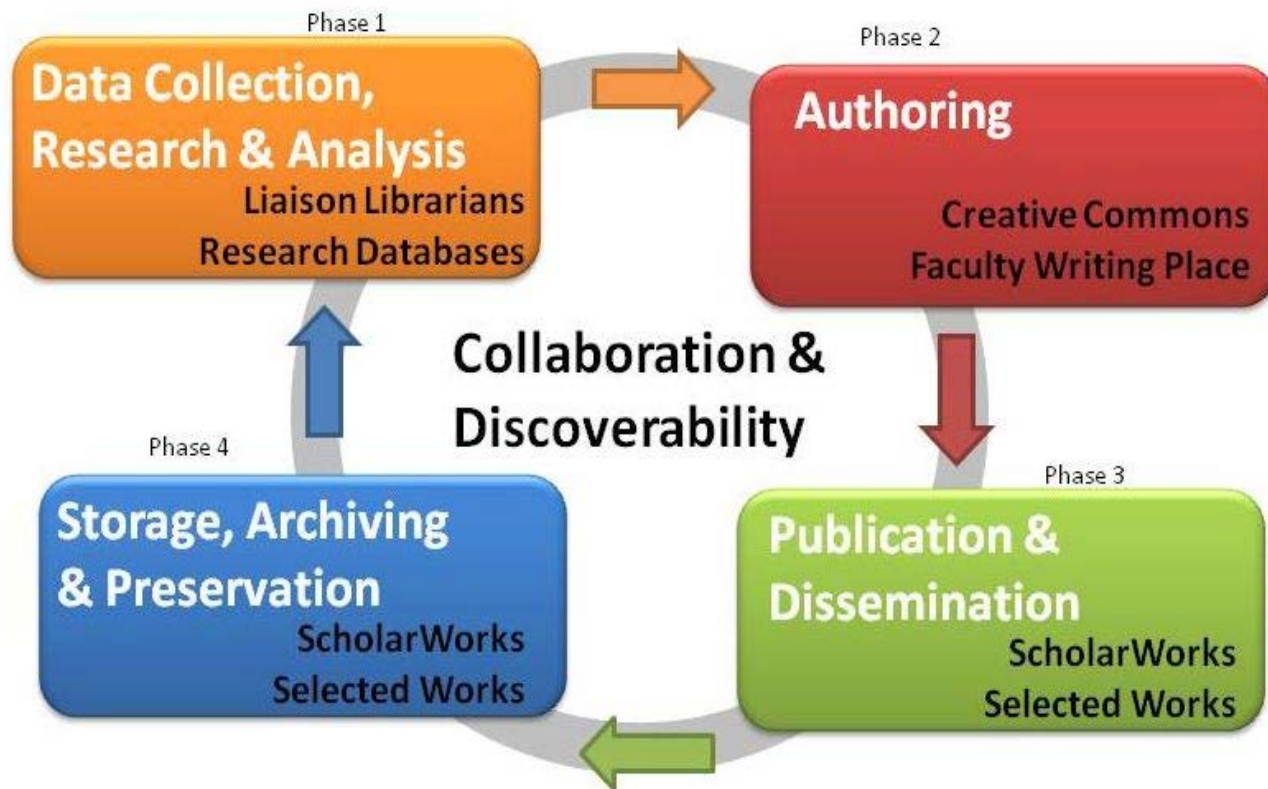 Phase 1
Data Collection,
Research & Analysis
Liaison Librarians
Research Databases
Phase 2
Authoring
Creative Commons
Faculty Writing Place
Collaboration &
Discoverability
Phase 3
Publication &
Dissemination
ScholarWorks
Selected Works
Phase 4
Storage, Archiving
& Preservation
ScholarWorks
Selected Works